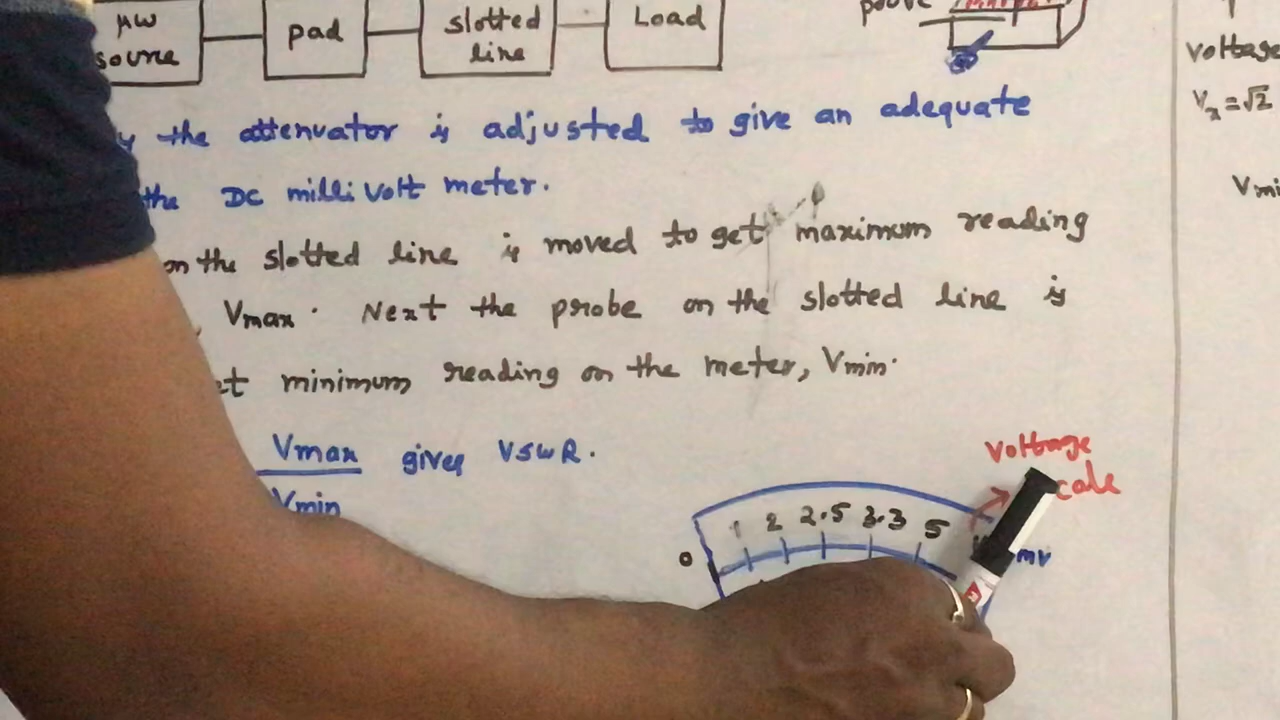 μw source
pad
slotted line
Load
probe
voltage
Vx = √2
the attenuator is adjusted to give an adequate
the DC milli volt meter.
on the slotted line is moved to get maximum reading
Vmax. Next the probe on the slotted line is
minimum reading on the meter, Vmin.
Vmax gives VSWR.
Vmin
voltage
1 2 2.5 3.3 5
0
mv